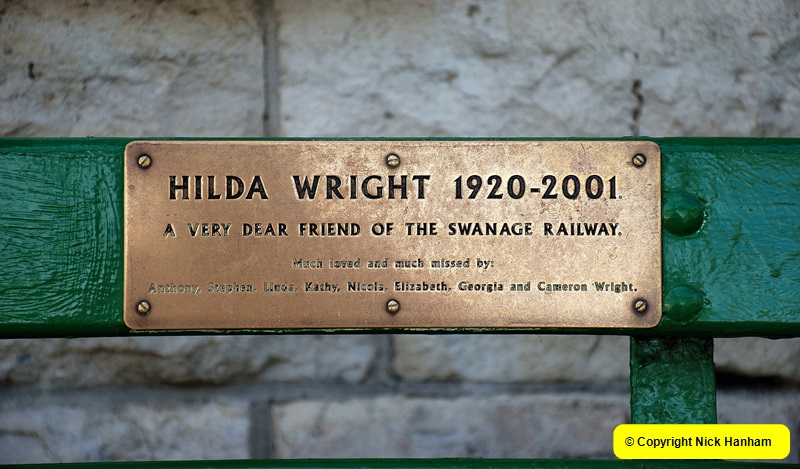 HILDA WRIGHT 1920-2001.
A VERY DEAR FRIEND OF THE SWANAGE RAILWAY.
Much loved and much missed by:
Anthony, Stephen, Linda, Kathy, Nicola, Elizabeth, Georgia and Cameron Wright.
© Copyright Nick Hanham